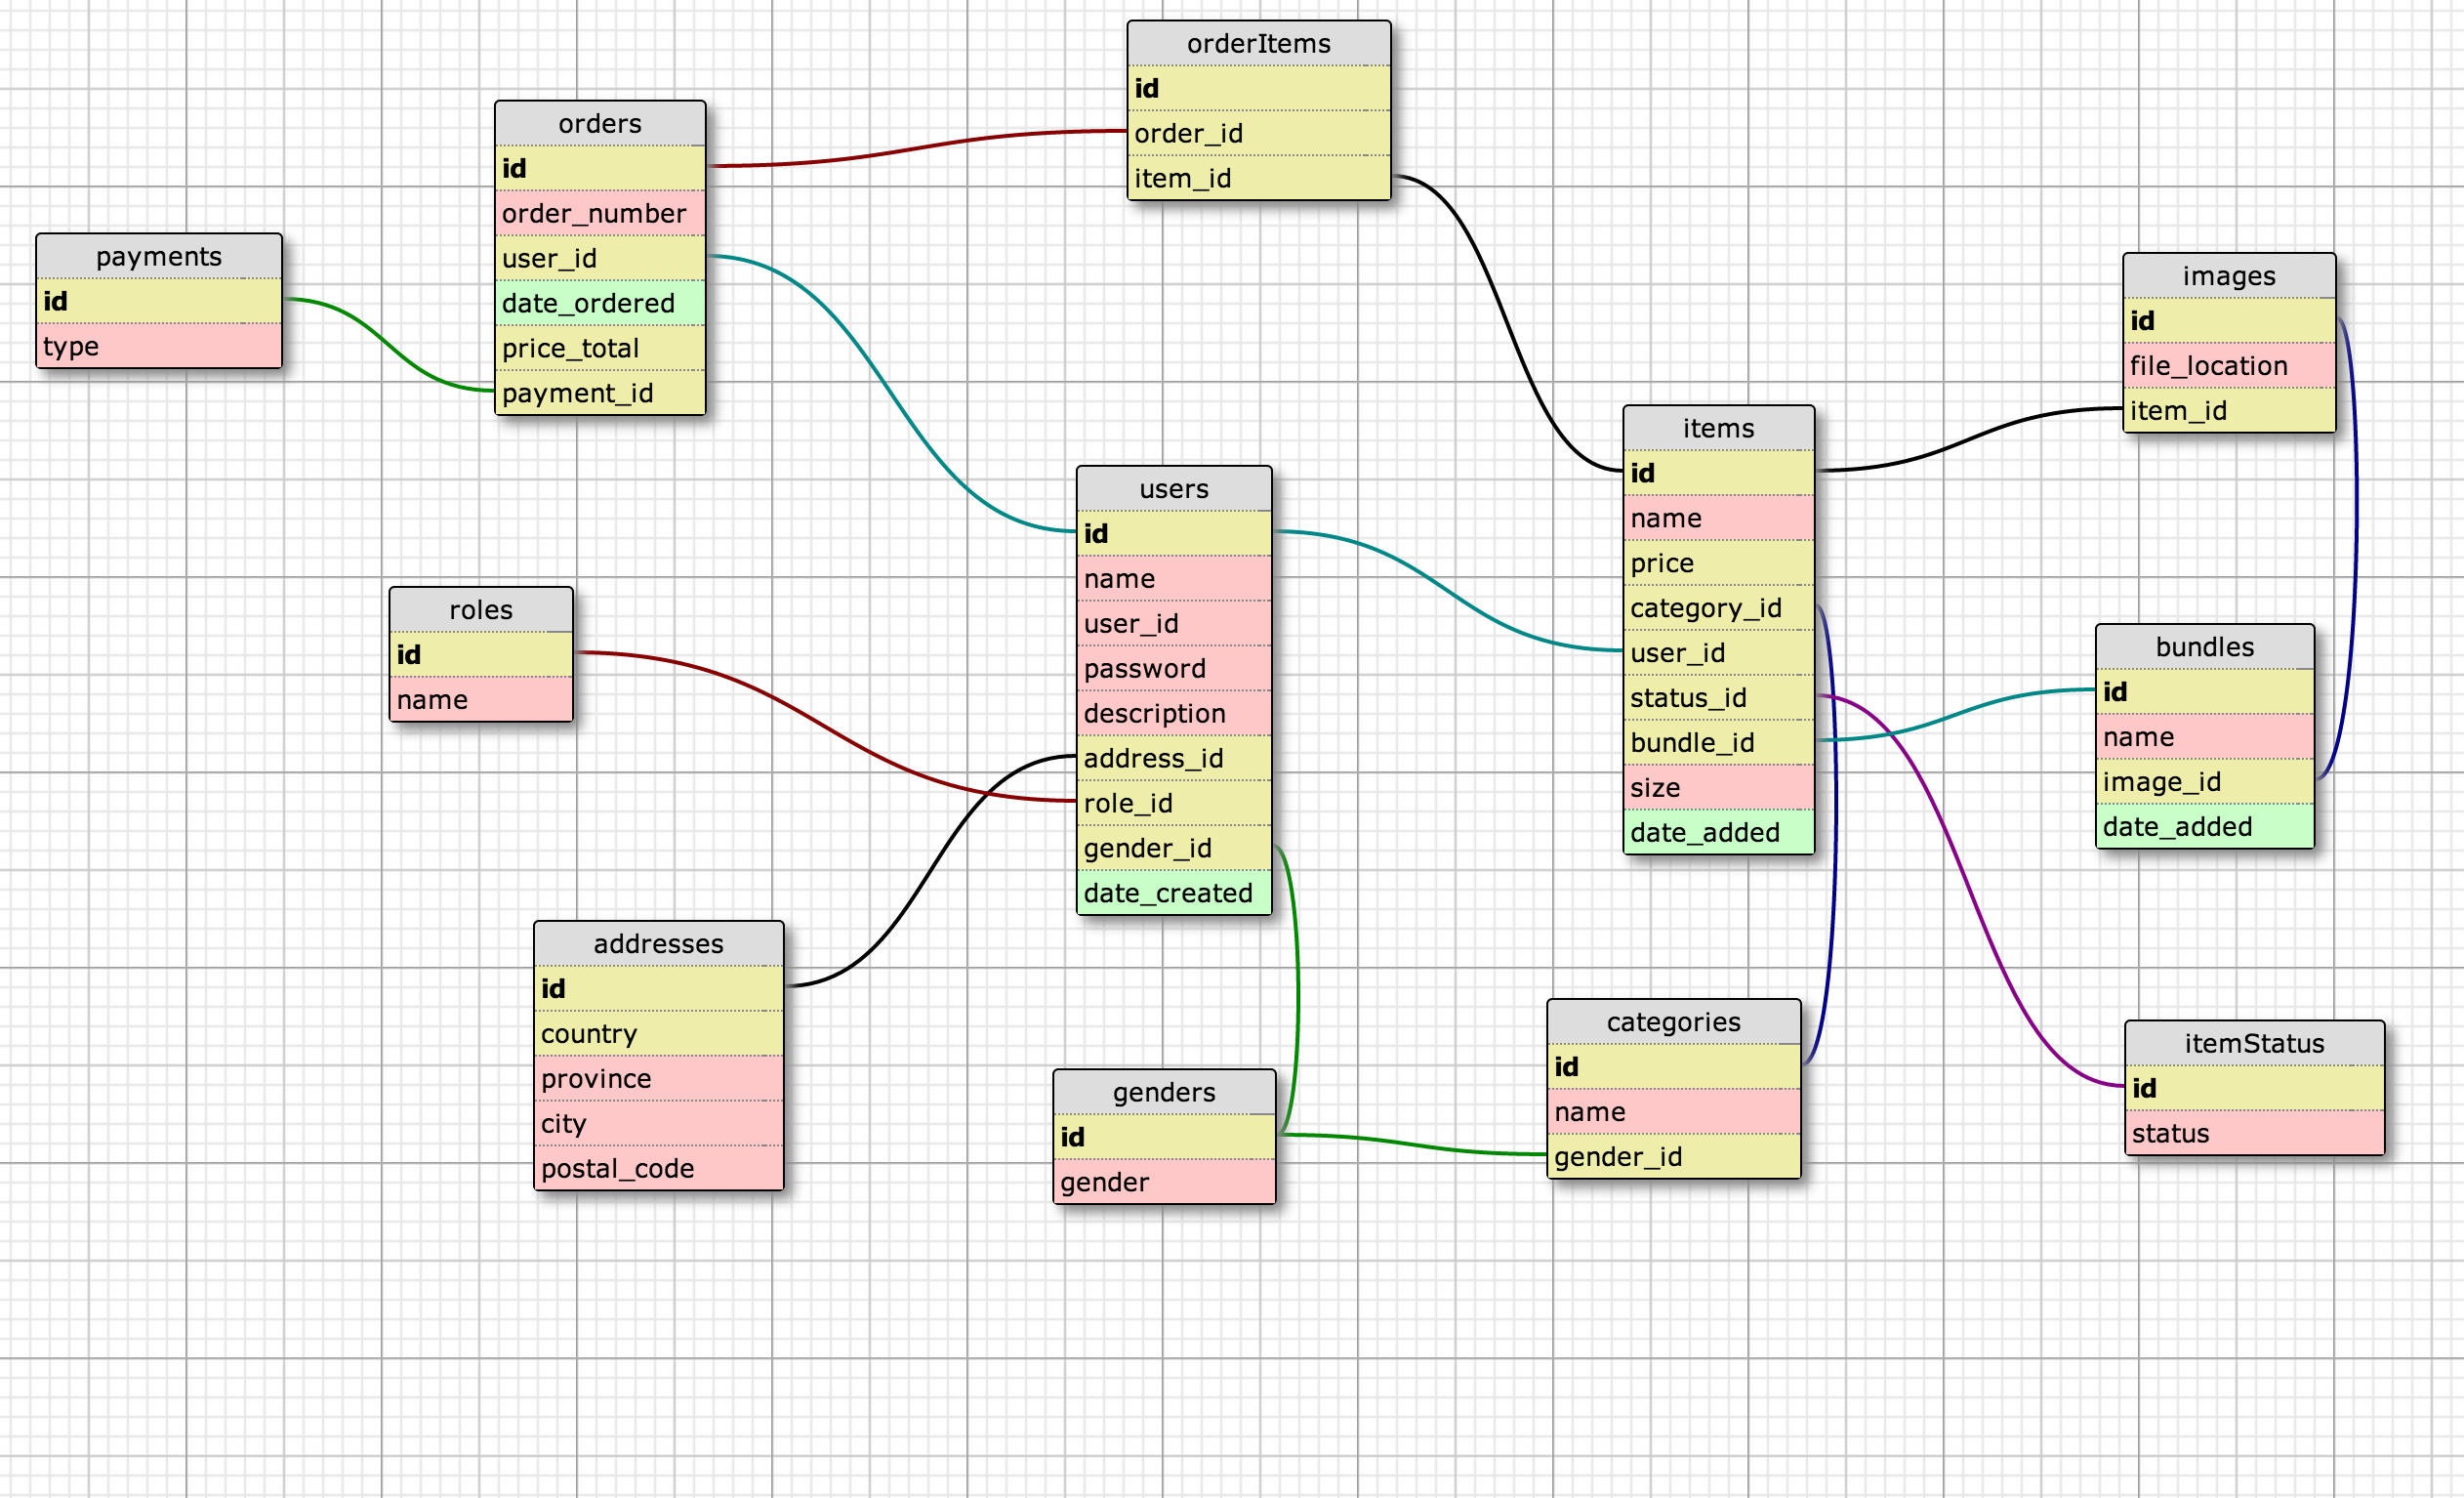 orderItems
id
order_id
item_id
orders
id
order_number
user_id
date_ordered
price_total
payment_id
payments
id
type
images
id
file_location
item_id
items
id
name
price
category_id
user_id
status_id
bundle_id
size
date_added
users
id
name
user_id
password
description
address_id
role_id
gender_id
date_created
roles
id
name
bundles
id
name
image_id
date_added
addresses
id
country
province
city
postal_code
categories
id
name
gender_id
itemStatus
id
status
genders
id
gender